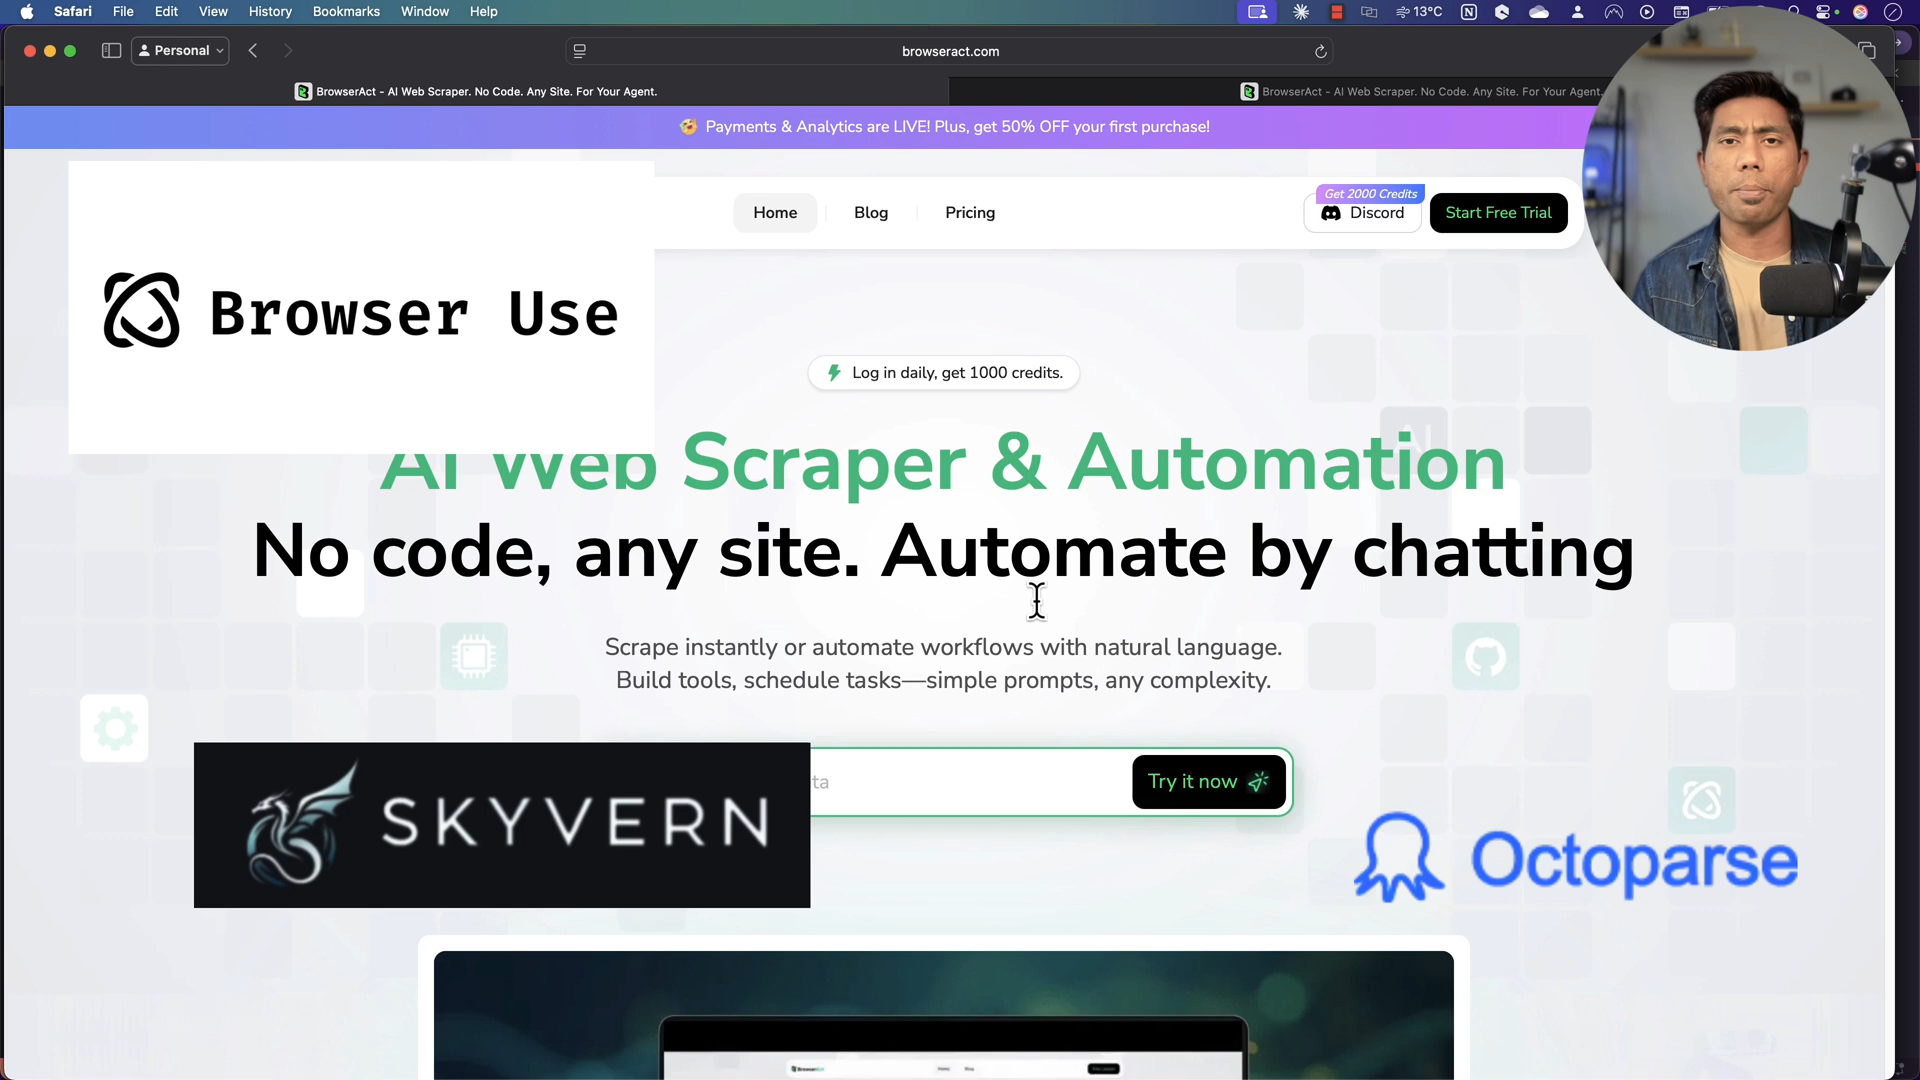 Safari File Edit View History Bookmarks Window Help
13°C
Personal
browseract.com
BrowserAct - AI Web Scraper. No Code. Any Site. For Your Agent.
BrowserAct - AI Web Scraper. No Code. Any Site. For Your Agent.
Payments & Analytics are LIVE! Plus, get 50% OFF your first purchase!
Get 2000 Credits
Home Blog Pricing Discord Start Free Trial
Browser Use
Log in daily, get 1000 credits.
AI
AI Web Scraper & Automation
No code, any site. Automate by chatting
Scrape instantly or automate workflows with natural language.
Build tools, schedule tasks—simple prompts, any complexity.
ta
Try it now
SKYVERN
Octoparse